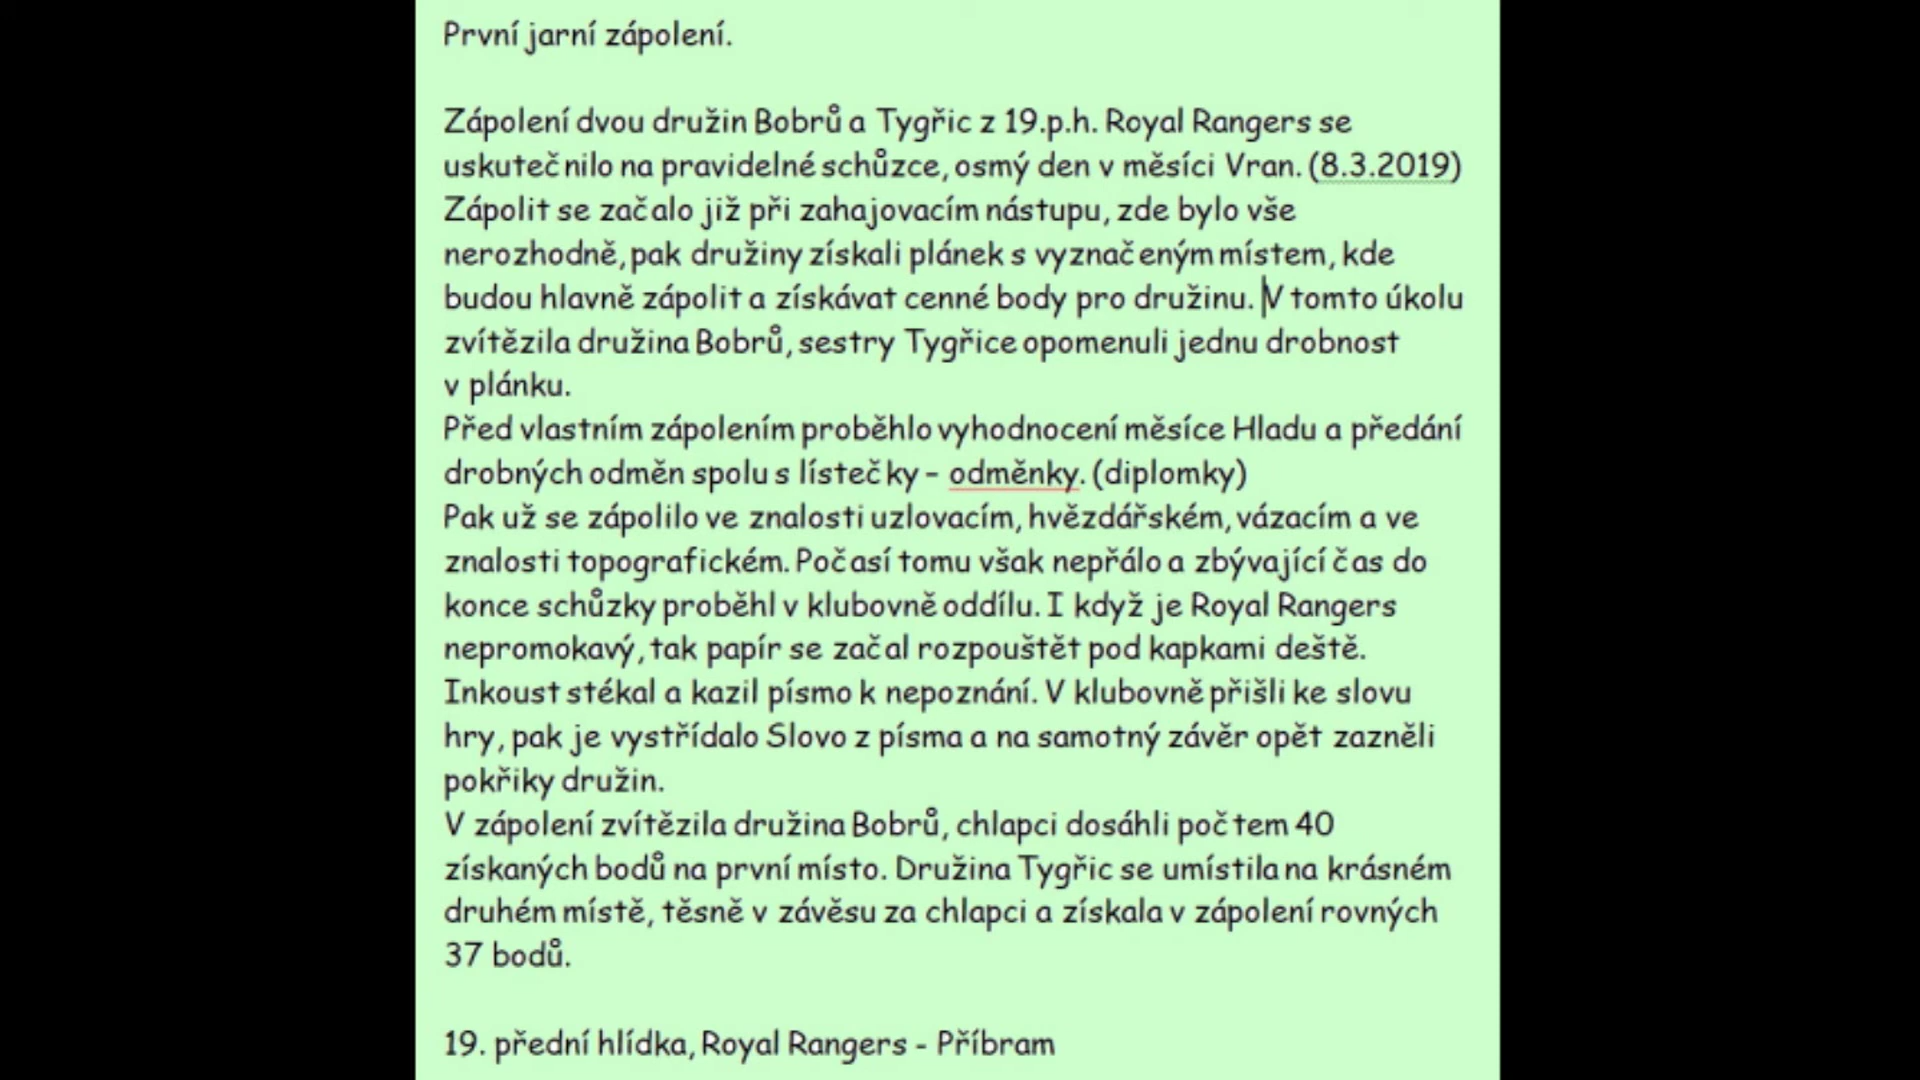 První jarní zápolení.
Zápolení dvou družin Bobrů a Tygřic z 19.p.h. Royal Rangers se
uskutečnilo na pravidelné schůzce, osmý den v měsíci Vran. (8.3.2019)
Zápolit se začalo již při zahajovacím nástupu, zde bylo vše
nerozhodně, pak družiny získali plánek s vyznačeným místem, kde
budou hlavně zápolit a získávat cenné body pro družinu. V tomto úkolu
zvítězila družina Bobrů, sestry Tygřice opomenuli jednu drobnost
v plánku.
Před vlastním zápolením proběhlo vyhodnocení měsíce Hladu a předání
drobných odměn spolu s lístečky – odměnky. (diplomky)
Pak už se zápolilo ve znalosti uzlovacím, hvězdářském, vázacím a ve
znalosti topografickém. Počasí tomu však nepřálo a zbývající čas do
konce schůzky proběhl v klubovně oddílu. I když je Royal Rangers
nepromokavý, tak papír se začal rozpouštět pod kapkami deště.
Inkoust stékal a kazil písmo k nepoznání. V klubovně přišli ke slovu
hry, pak je vystřídalo Slovo z písma a na samotný závěr opět zazněli
pokřiky družin.
V zápolení zvítězila družina Bobrů, chlapci dosáhli počtem 40
získaných bodů na první místo. Družina Tygřic se umístila na krásném
druhém místě, těsně v závěsu za chlapci a získala v zápolení rovných
37 bodů.
19. přední hlídka, Royal Rangers - Příbram